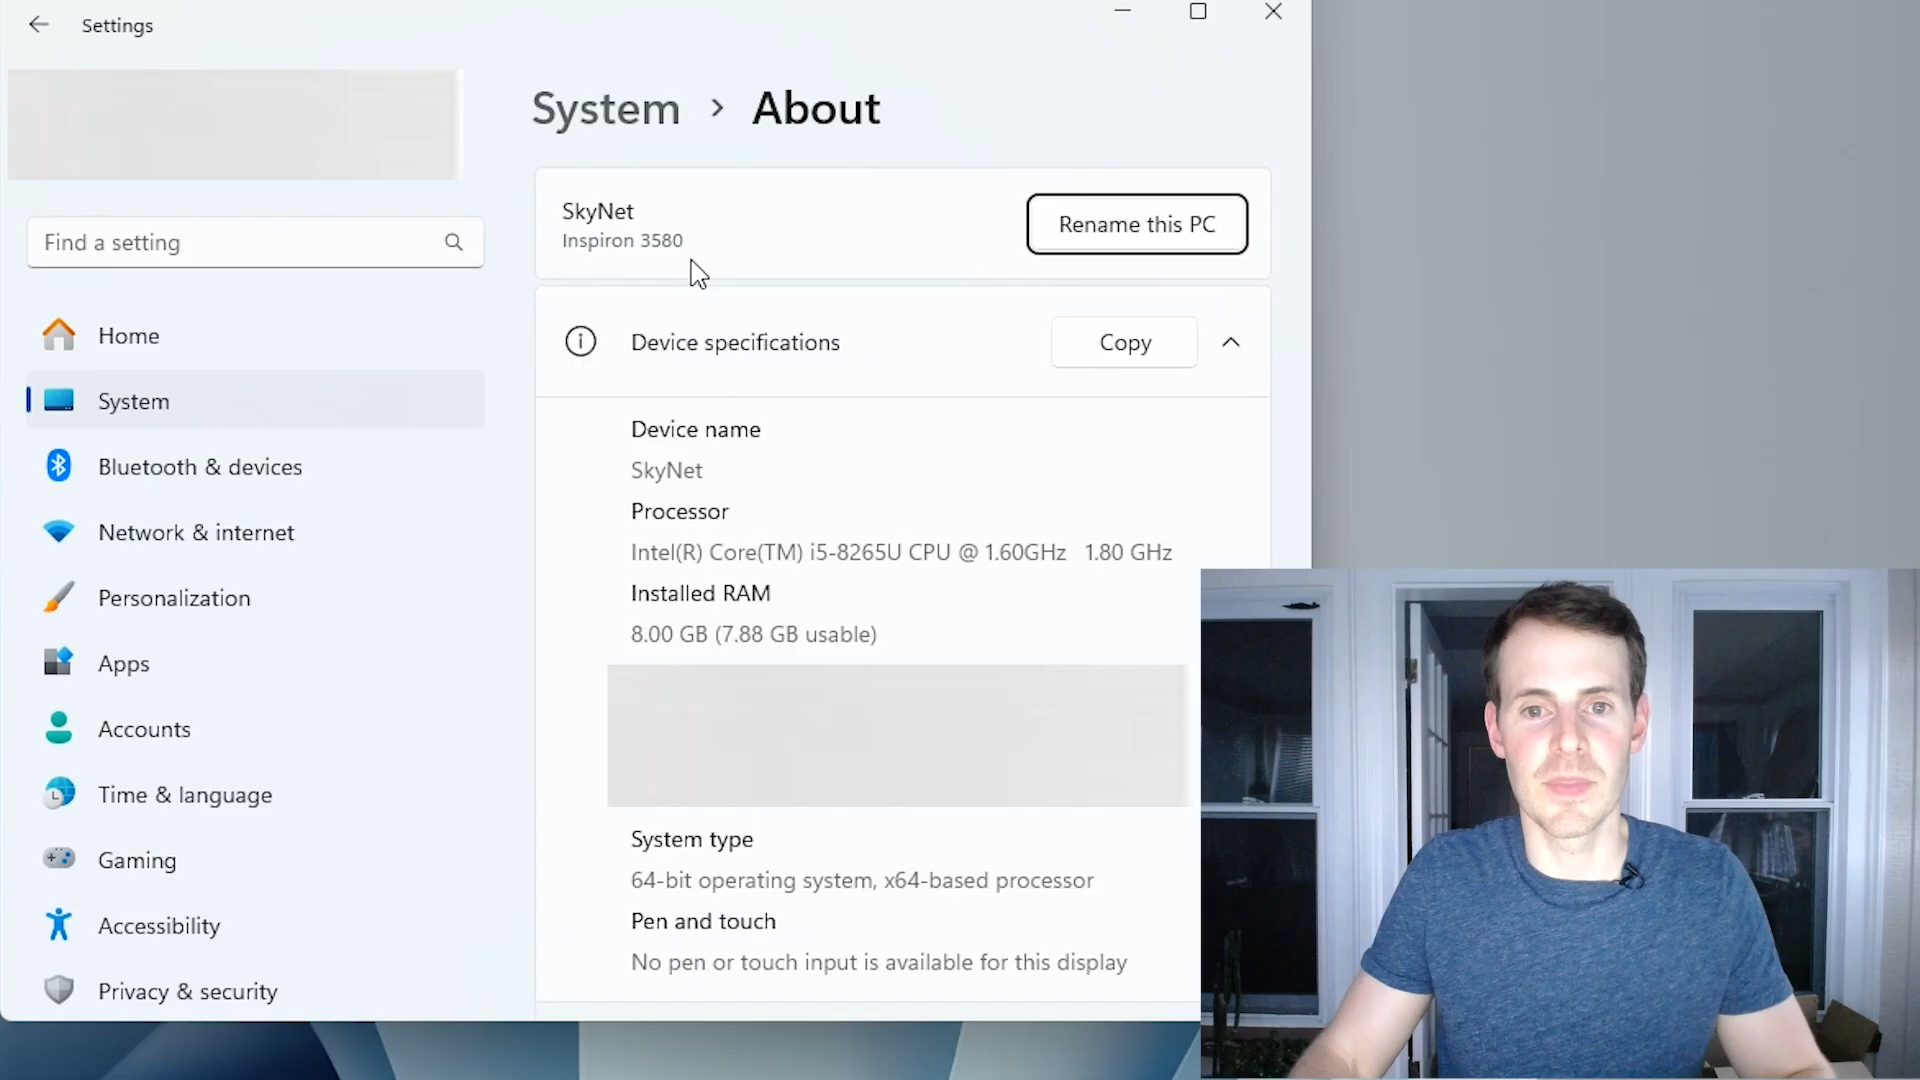 Settings
System > About
SkyNet
Inspiron 3580
Rename this PC
Find a setting
Device specifications
Copy
Home
System
Bluetooth & devices
Network & internet
Personalization
Apps
Accounts
Time & language
Gaming
Accessibility
Privacy & security
Device name
SkyNet
Processor
Intel(R) Core(TM) i5-8265U CPU @ 1.60GHz 1.80 GHz
Installed RAM
8.00 GB (7.88 GB usable)
System type
64-bit operating system, x64-based processor
Pen and touch
No pen or touch input is available for this display